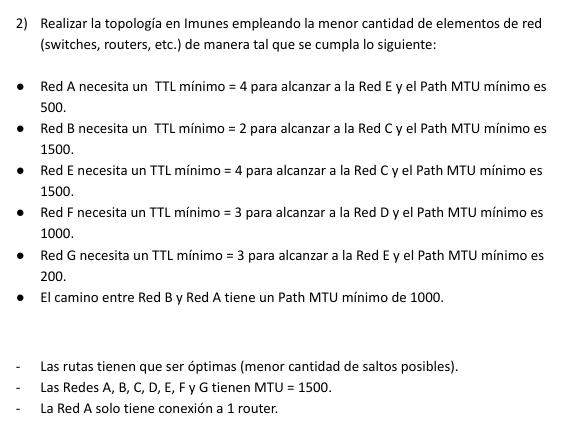 2) Realizar la topología en Imunes empleando la menor cantidad de elementos de red
(switches, routers, etc.) de manera tal que se cumpla lo siguiente:
● Red A necesita un TTL mínimo = 4 para alcanzar a la Red E y el Path MTU mínimo es
500.
● Red B necesita un TTL mínimo = 2 para alcanzar a la Red C y el Path MTU mínimo es
1500.
● Red E necesita un TTL mínimo = 4 para alcanzar a la Red C y el Path MTU mínimo es
1500.
● Red F necesita un TTL mínimo = 3 para alcanzar a la Red D y el Path MTU mínimo es
1000.
● Red G necesita un TTL mínimo = 3 para alcanzar a la Red E y el Path MTU mínimo es
200.
● El camino entre Red B y Red A tiene un Path MTU mínimo de 1000.
- Las rutas tienen que ser óptimas (menor cantidad de saltos posibles).
- Las Redes A, B, C, D, E, F y G tienen MTU = 1500.
- La Red A solo tiene conexión a 1 router.